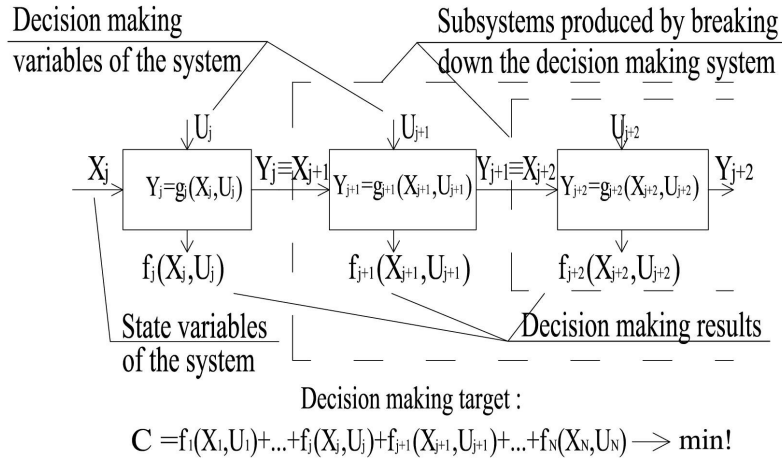 Decision making
variables of the system
Subsystems produced by breaking
down the decision making system
Uj
Uj+1
Uj+2
Xj
Yj=gj(Xj,Uj)
Yj≡Xj+1
Yj+1=gj+1(Xj+1,Uj+1)
Yj+1≡Xj+2
Yj+2=gj+2(Xj+2,Uj+2)
Yj+2
fj(Xj,Uj)
fj+1(Xj+1,Uj+1)
fj+2(Xj+2,Uj+2)
State variables
of the system
Decision making results
Decision making target :
C =f1(X1,U1)+...+fj(Xj,Uj)+fj+1(Xj+1,Uj+1)+...+fN(XN,UN) → min!